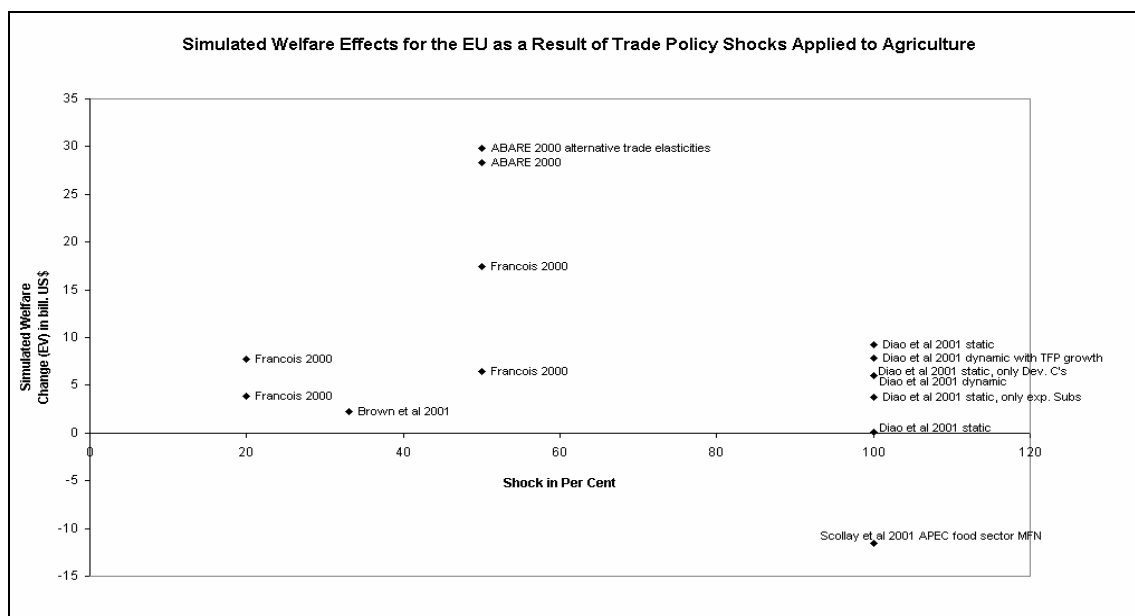 Simulated Welfare Effects for the EU as a Result of Trade Policy Shocks Applied to Agriculture
35
30
25
20
15
10
5
0
-5
-10
-15
Simulated Welfare
Change (EV) in bill. US$
ABARE 2000 alternative trade elasticities
ABARE 2000
Francois 2000
Francois 2000
Francois 2000
Francois 2000
Brown et al 2001
Diao et al 2001 static
Diao et al 2001 dynamic with TFP growth
Diao et al 2001 static, only Dev. C's
Diao et al 2001 dynamic
Diao et al 2001 static, only exp. Subs
Diao et al 2001 static
0 20 40 60 80 100 120
Shock in Per Cent
Scollay et al 2001 APEC food sector MFN